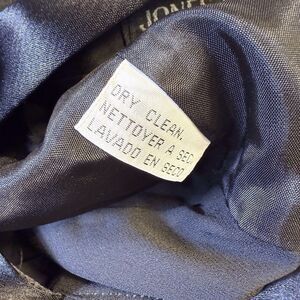 DRY CLEAN.
NETTOYER A SEC.
LAVADO EN SECO